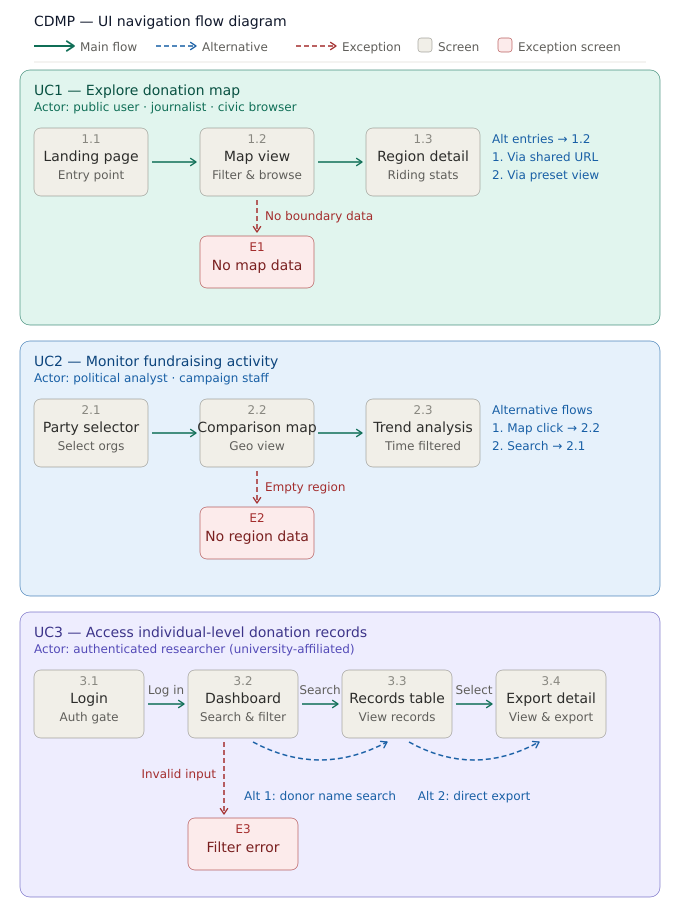 CDMP — UI navigation flow diagram
Main flow
Alternative
Exception
Screen
Exception screen
UC1 — Explore donation map
Actor: public user · journalist · civic browser
1.1
Landing page
Entry point
1.2
Map view
Filter & browse
1.3
Region detail
Riding stats
Alt entries → 1.2
1. Via shared URL
2. Via preset view
No boundary data
E1
No map data
UC2 — Monitor fundraising activity
Actor: political analyst · campaign staff
2.1
Party selector
Select orgs
2.2
Comparison map
Geo view
2.3
Trend analysis
Time filtered
Alternative flows
1. Map click → 2.2
2. Search → 2.1
Empty region
E2
No region data
UC3 — Access individual-level donation records
Actor: authenticated researcher (university-affiliated)
3.1
Login
Auth gate
Log in
3.2
Dashboard
Search & filter
Search
3.3
Records table
View records
Select
3.4
Export detail
View & export
Invalid input
Alt 1: donor name search
Alt 2: direct export
E3
Filter error